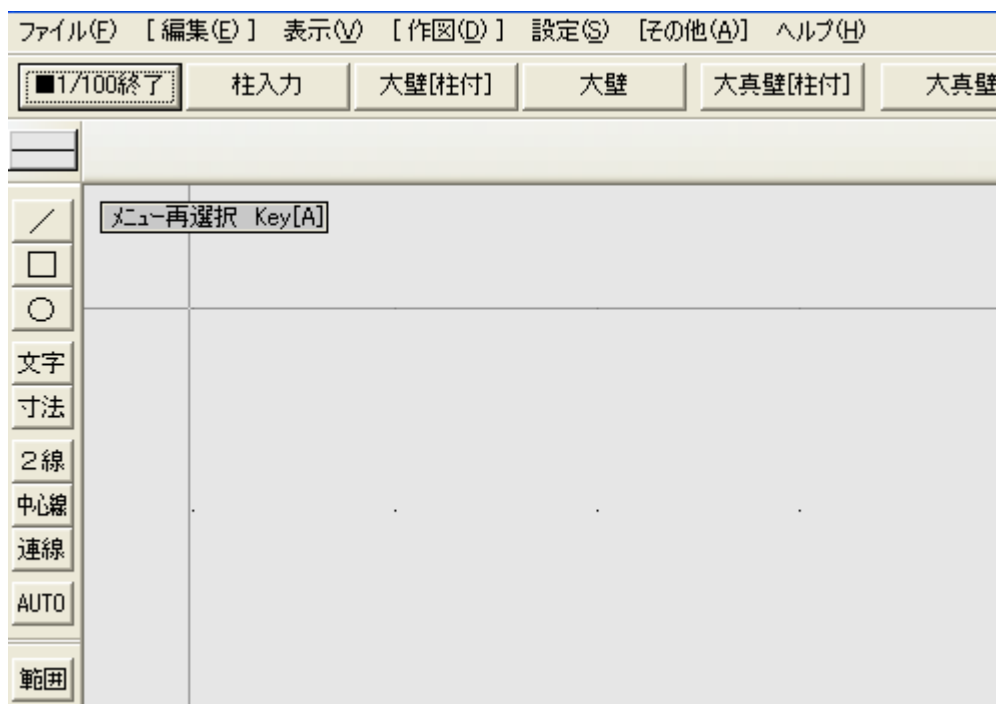 ファイル(F) [ 編集(E) ] 表示(V) [ 作図(D) ] 設定(S) [その他(A)] ヘルプ(H)
■1/100終了 柱入力 大壁[柱付] 大壁 大真壁[柱付] 大真壁
メニュー再選択 Key[A]
／
□
○
文字
寸法
２線
中心線
連線
AUTO
範囲